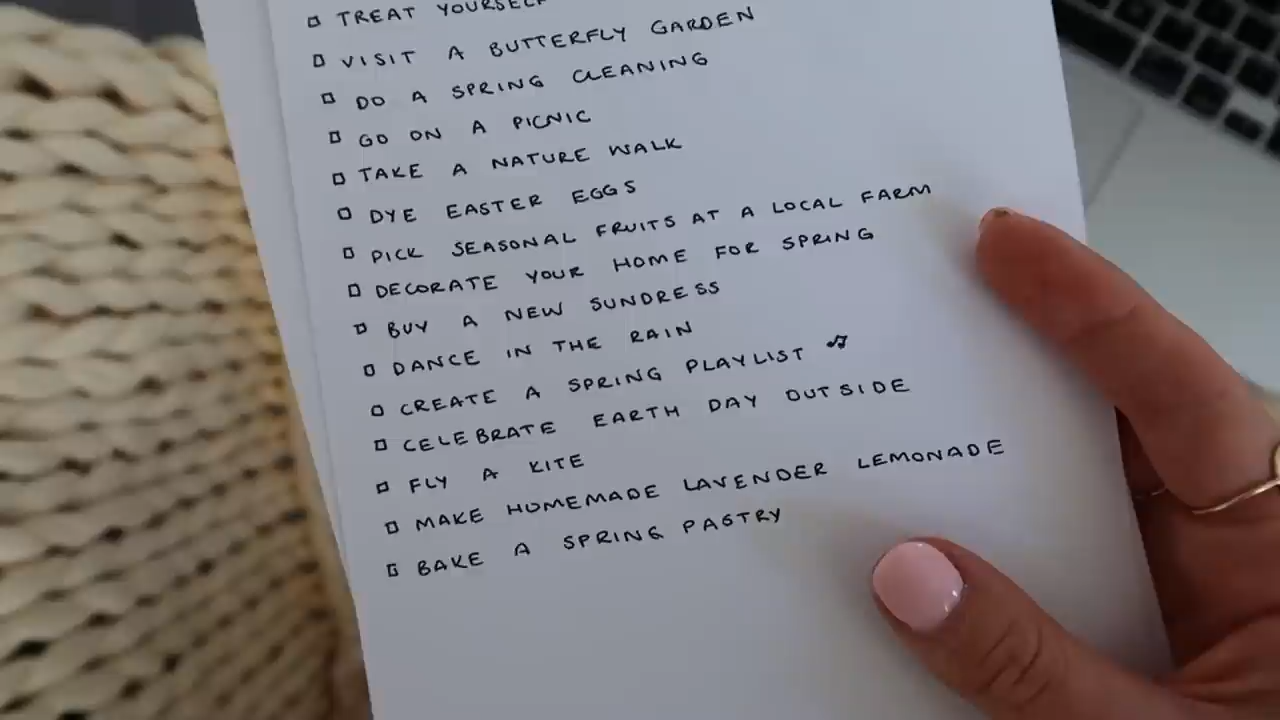 TREAT YOURSELF
VISIT A BUTTERFLY GARDEN
DO A SPRING CLEANING
GO ON A PICNIC
TAKE A NATURE WALK
DYE EASTER EGGS
PICK SEASONAL FRUITS AT A LOCAL FARM
DECORATE YOUR HOME FOR SPRING
BUY A NEW SUNDRESS
DANCE IN THE RAIN
CREATE A SPRING PLAYLIST
CELEBRATE EARTH DAY OUTSIDE
FLY A KITE
MAKE HOMEMADE LAVENDER LEMONADE
BAKE A SPRING PASTRY